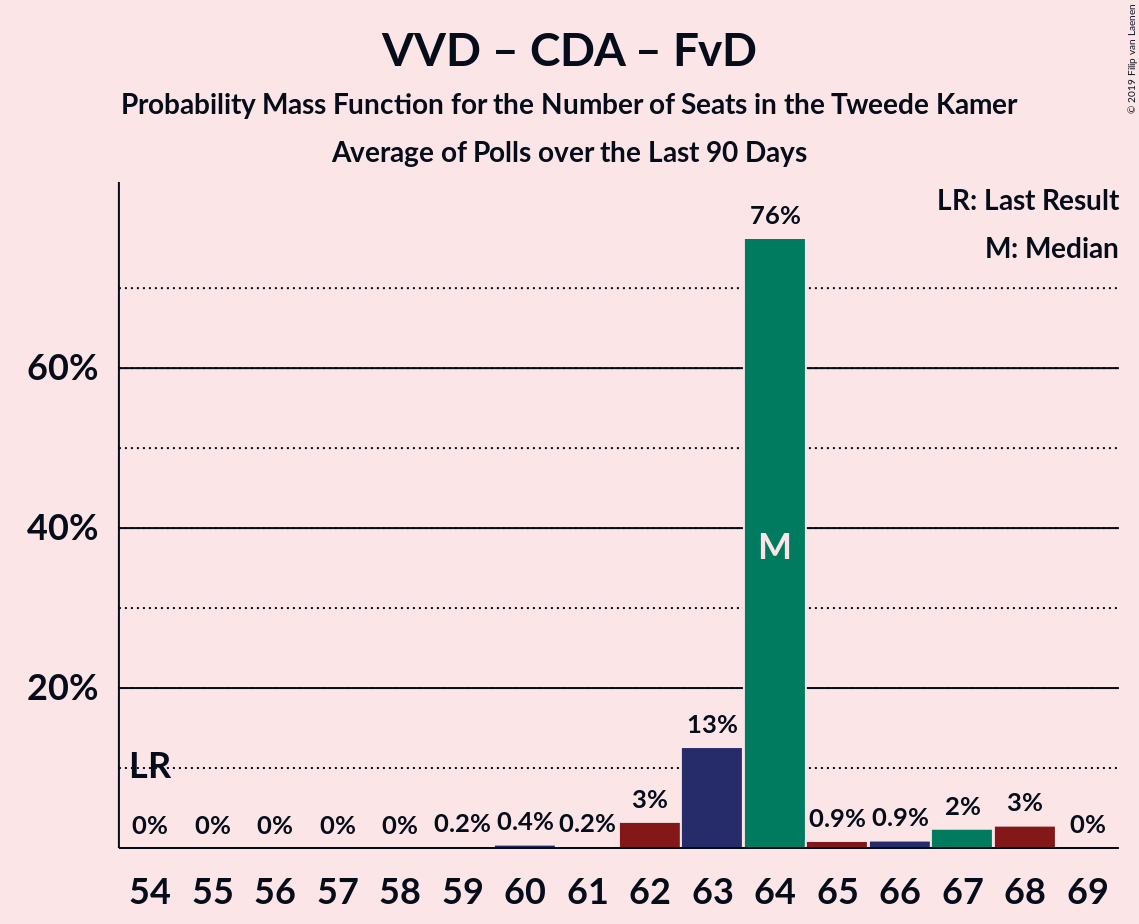 VVD – CDA – FvD
Probability Mass Function for the Number of Seats in the Tweede Kamer
Average of Polls over the Last 90 Days
© 2019 Filip van Laenen
LR: Last Result
M: Median
76%
60%
40%
20%
M
LR
0%
0%
0%
0%
0%
0.2%
0.4%
0.2%
3%
13%
0.9%
0.9%
2%
3%
0%
54 55 56 57 58 59 60 61 62 63 64 65 66 67 68 69